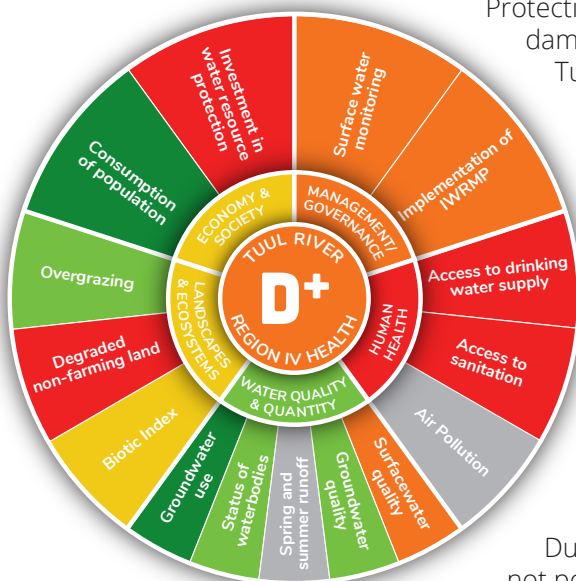 Protecti
dam
Tu
Investment in
water resource
protection
Surface water
monitoring
Implementation of
IWRMP
Access to drinking
water supply
Access to
sanitation
Air Pollution
Surfacewater
quality
Groundwater
quality
Spring and
summer runoff
Status of
waterbodies
Groundwater
use
Biotic Index
Degraded
non-farming land
Overgrazing
Consumption
of population
ECONOMY &
SOCIETY
MANAGEMENT/
GOVERNANCE
HUMAN
HEALTH
WATER QUALITY
& QUANTITY
LANDSCAPES
& ECOSYSTEMS
TUUL RIVER
D+
REGION IV HEALTH
Du
not p